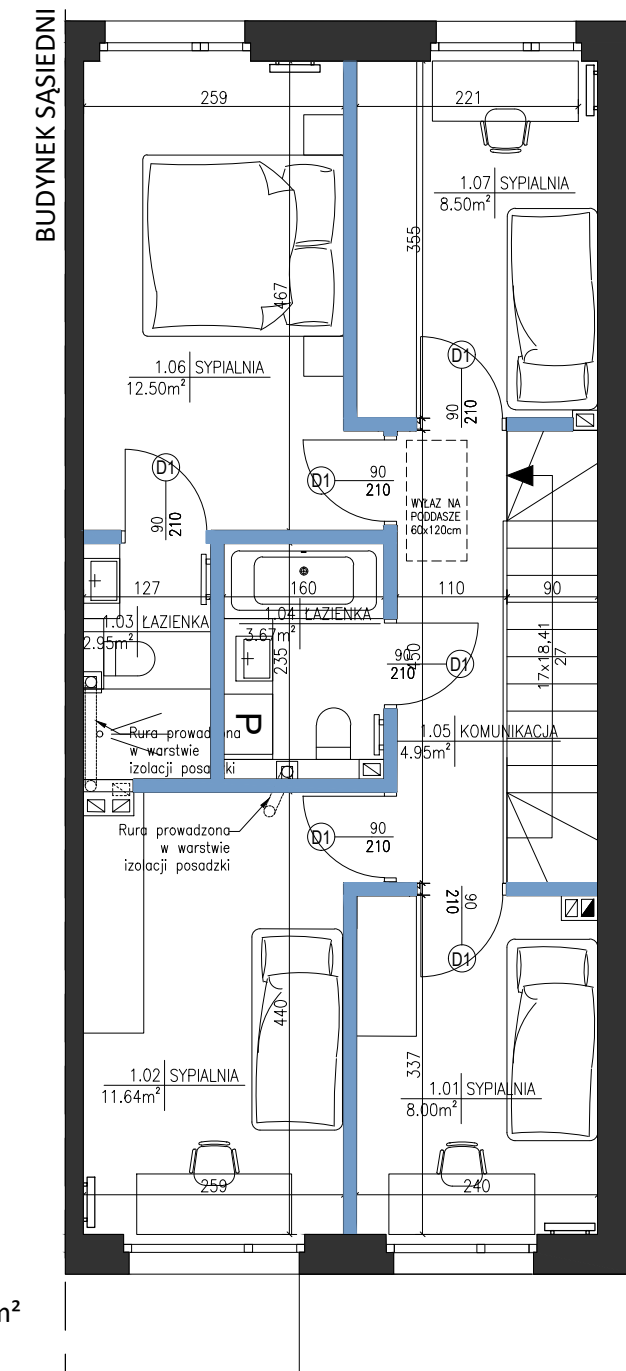 BUDYNEK SĄSIEDNI
259
221
1.07 SYPIALNIA
8.50m²
355
467
1.06 SYPIALNIA
12.50m²
D1
90
210
D1
90
210
D1
90
210
WYŁAZ NA
PODDASZE
60x120cm
127
160
110
90
1.03 ŁAZIENKA
2.95m²
1.04 ŁAZIENKA
3.67m²
235
450
90
210
D1
17x18,41
27
P
1.05 KOMUNIKACJA
4.95m²
Rura prowadzona
w warstwie
izolacji posadzki
Rura prowadzona
w warstwie
izolacji posadzki
D1
90
210
90
210
D1
440
337
1.02 SYPIALNIA
11.64m²
1.01 SYPIALNIA
8.00m²
259
240
m²